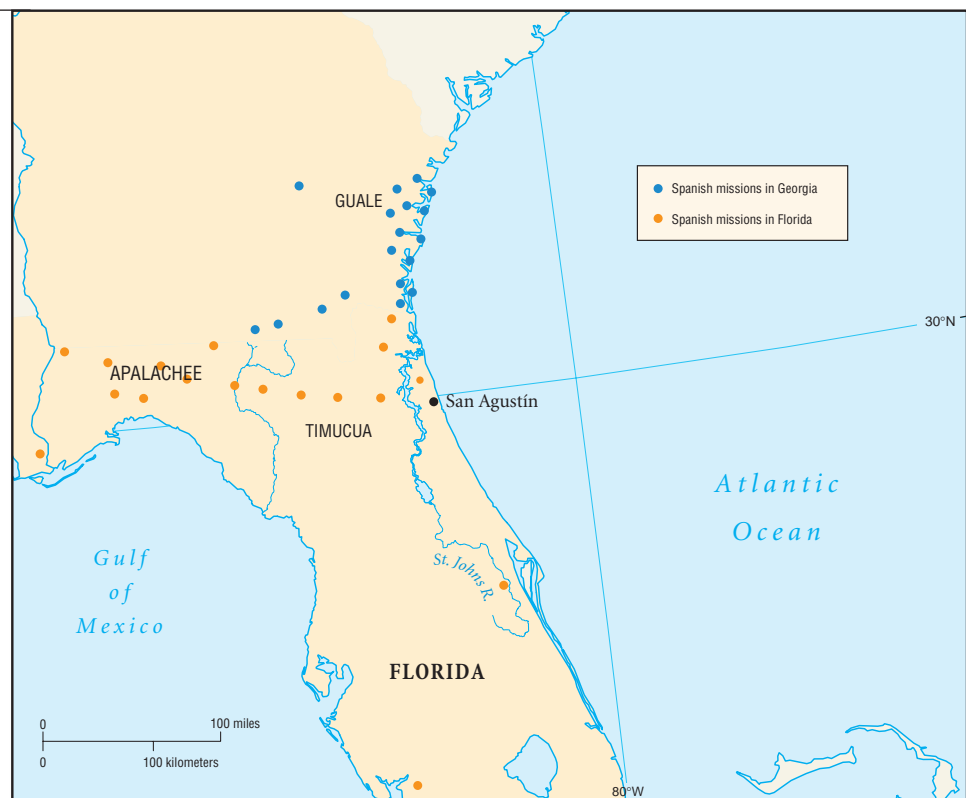 GUALE
Spanish missions in Georgia
Spanish missions in Florida
30°N
APALACHEE
San Agustín
TIMUCUA
Atlantic
Ocean
Gulf
of
Mexico
St. Johns R.
FLORIDA
0
100 miles
0
100 kilometers
80°W